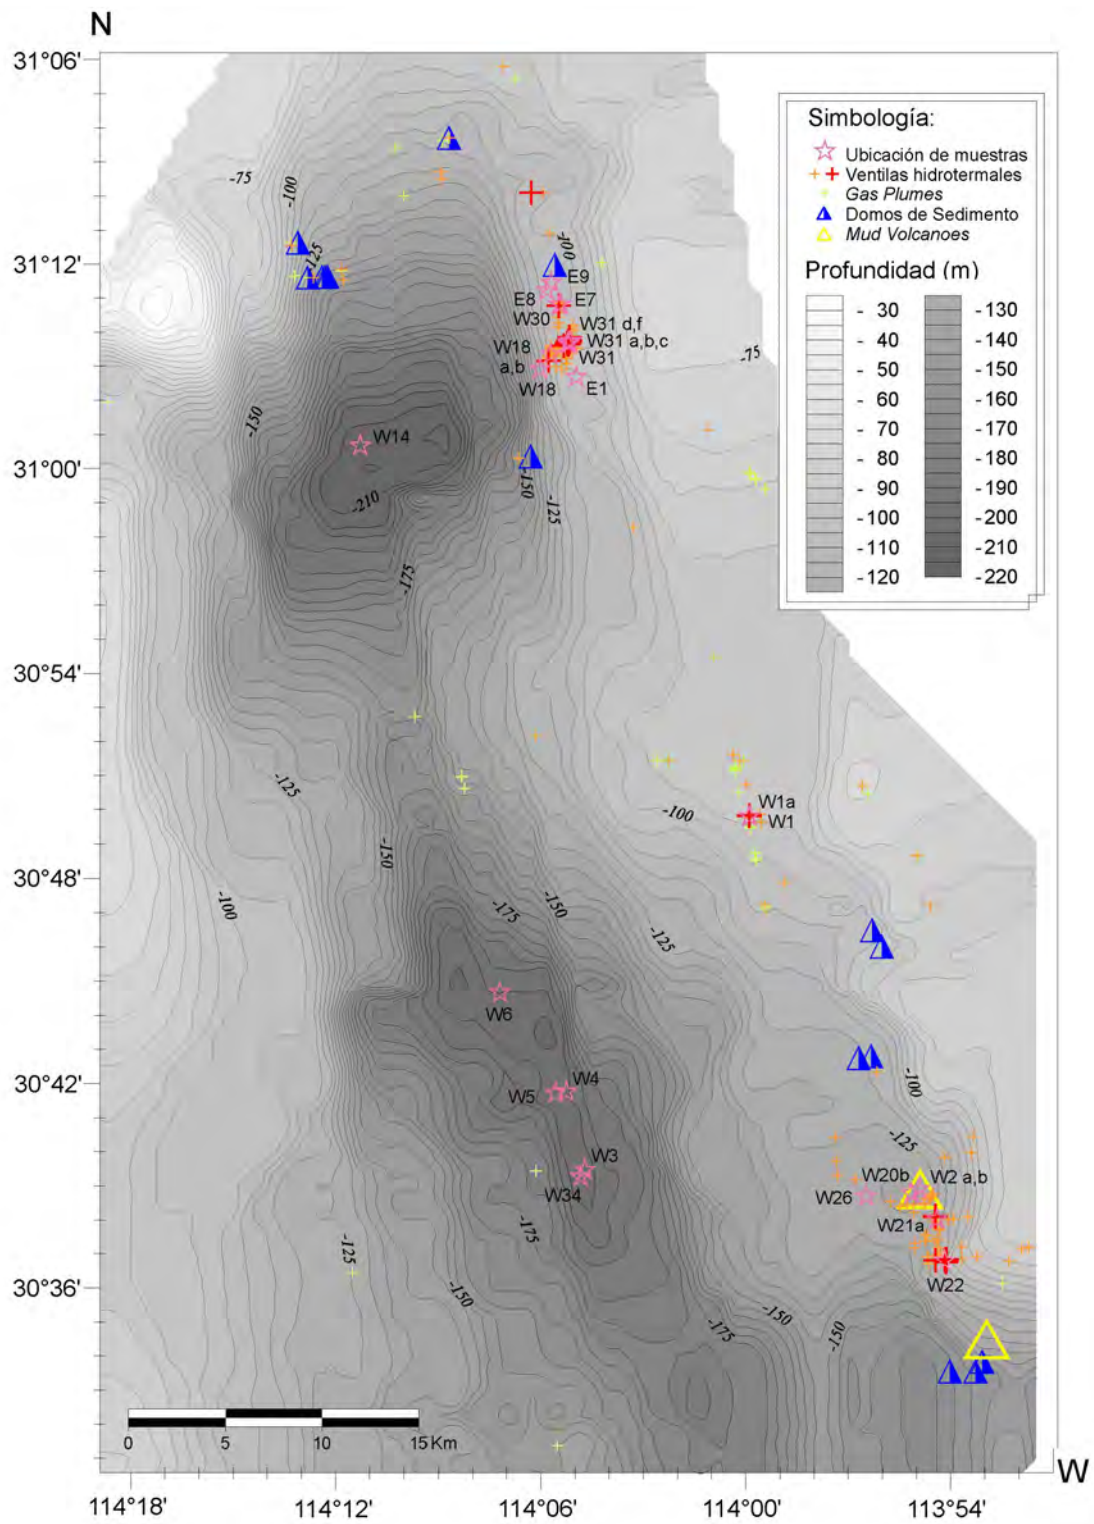 N
31°06'
31°12'
31°00'
30°54'
30°48'
30°42'
30°36'
114°18'
114°12'
114°06'
114°00'
113°54'
W
Simbología:
Ubicación de muestras
Ventilas hidrotermales
Gas Plumes
Domos de Sedimento
Mud Volcanoes
Profundidad (m)
- 30
- 40
- 60
- 70
- 80
- 90
- 100
- 110
- 120
-130
-140
-150
-160
-170
-180
-190
-200
-210
-220
-75
-100
-125
-100
E9
E8
E7
W30
W31 d,f
W31 a,b,c
W18
a,b
W31
W18
E1
-75
-150
W14
-210
-150
-125
-175
-125
-100
W1a
W1
-150
-100
-175
-150
-125
W6
W4
W5
-100
-125
W3
W34
W20b
W2 a,b
W26
W21a
W22
-175
-125
-150
-150
-175
-150
0
5
10
15 Km